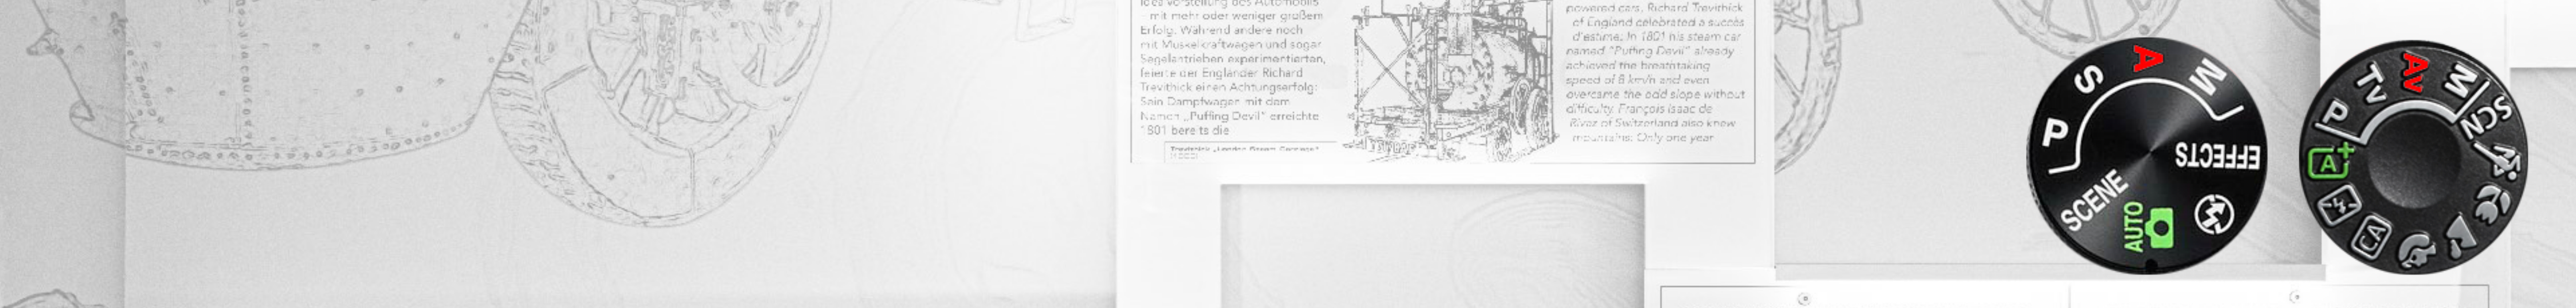 mit mehr oder weniger großem
Erfolg. Während andere noch
mit Muskelkraftwagen und sogar
Segelantrieben experimentierten,
feierte der Engländer Richard
Trevithick einen Achtungserfolg:
Sein Dampfwagen mit dem
Namen „Puffing Devil“ erreichte
1801 bereits die
powered cars, Richard Trevithick
of England celebrated a succès
d'estime: In 1801 his steam car
named "Puffing Devil" already
achieved the breathtaking
speed of 8 km/h and even
overcame the odd slope without
difficulty. François Isaac de
Rivaz of Switzerland also knew
mountains: Only one year
P
S
A
M
EFFECTS
AUTO
SCENE
P
Tv
Av
M
SCN
A+
CA